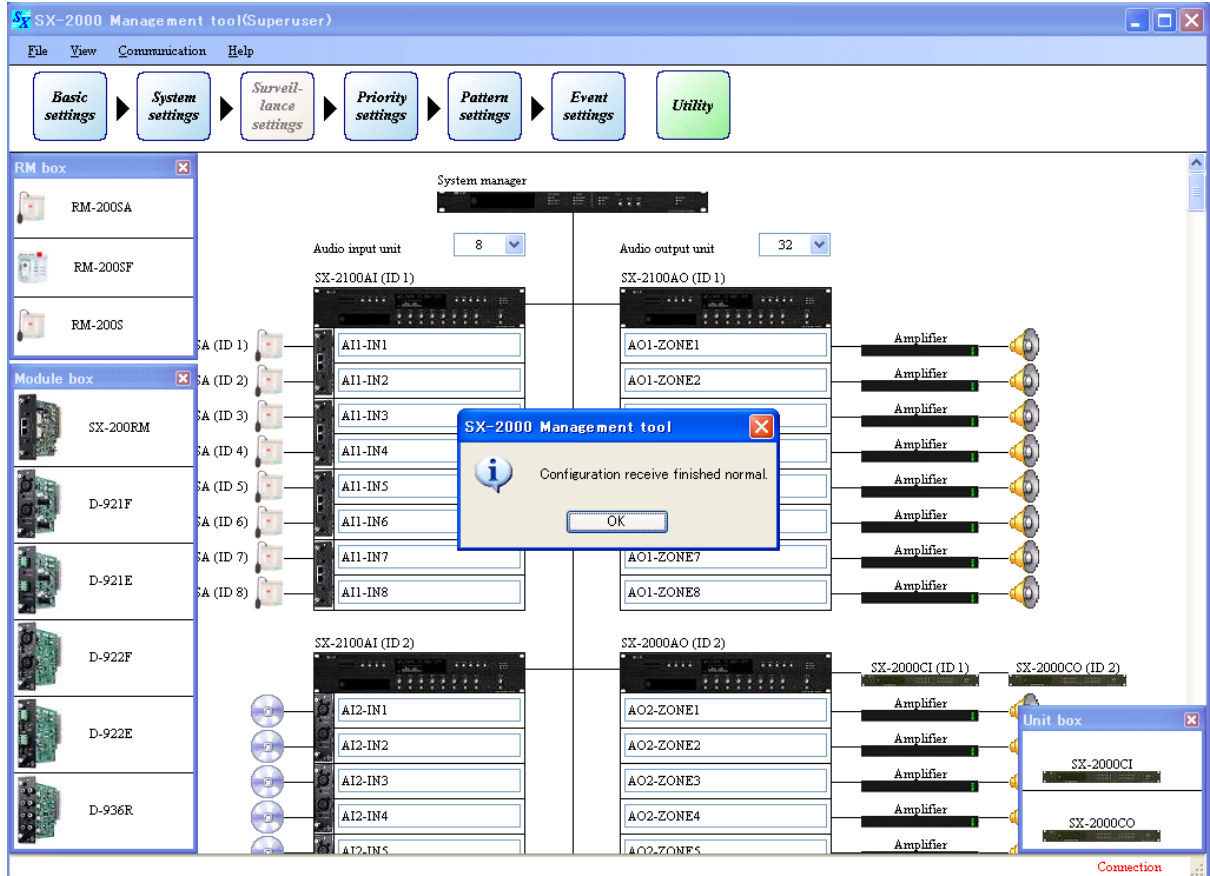 SX SX-2000 Management tool(Superuser)
File View Communication Help
Basic
settings
System
settings
Surveil-
lance
settings
Priority
settings
Pattern
settings
Event
settings
Utility
RM box
RM-200SA
RM-200SF
RM-200S
Module box
SX-200RM
D-921F
D-921E
D-922F
D-922E
D-936R
System manager
Audio input unit 8
Audio output unit 32
SX-2100AI (ID 1)
SX-2100AO (ID 1)
SA (ID 1) AI1-IN1 AO1-ZONE1 Amplifier
SA (ID 2) AI1-IN2 AO1-ZONE2 Amplifier
SA (ID 3) AI1-IN3 Amplifier
SA (ID 4) AI1-IN4 Amplifier
SA (ID 5) AI1-IN5 Amplifier
SA (ID 6) AI1-IN6 Amplifier
SA (ID 7) AI1-IN7 AO1-ZONE7 Amplifier
SA (ID 8) AI1-IN8 AO1-ZONE8 Amplifier
SX-2000 Management tool
Configuration receive finished normal.
OK
SX-2100AI (ID 2)
SX-2000AO (ID 2)
SX-2000CI (ID 1) SX-2000CO (ID 2)
AI2-IN1 AO2-ZONE1 Amplifier
AI2-IN2 AO2-ZONE2 Amplifier
AI2-IN3 AO2-ZONE3 Amplifier
AI2-IN4 AO2-ZONE4 Amplifier
AI2-IN5 AO2-ZONE5 Amplifier
Unit box
SX-2000CI
SX-2000CO
Connection